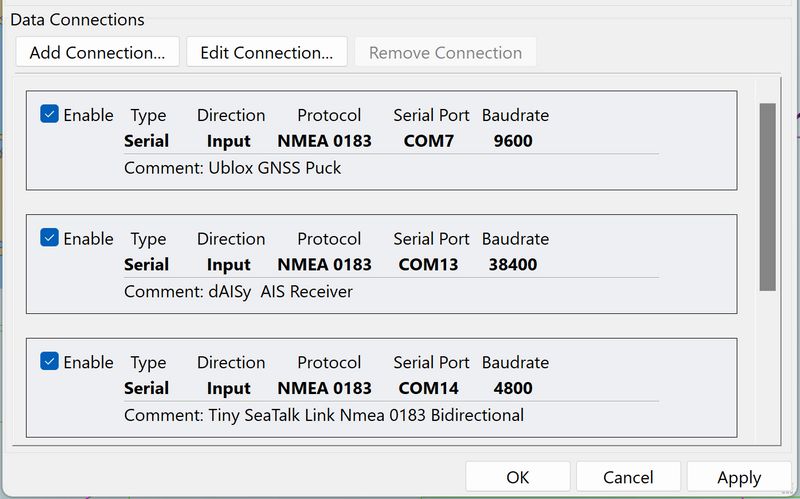 Data Connections
Add Connection... Edit Connection... Remove Connection
Enable Type Direction Protocol Serial Port Baudrate
Serial Input NMEA 0183 COM7 9600
Comment: Ublox GNSS Puck
Enable Type Direction Protocol Serial Port Baudrate
Serial Input NMEA 0183 COM13 38400
Comment: dAISy  AIS Receiver
Enable Type Direction Protocol Serial Port Baudrate
Serial Input NMEA 0183 COM14 4800
Comment: Tiny SeaTalk Link Nmea 0183 Bidirectional
OK Cancel Apply